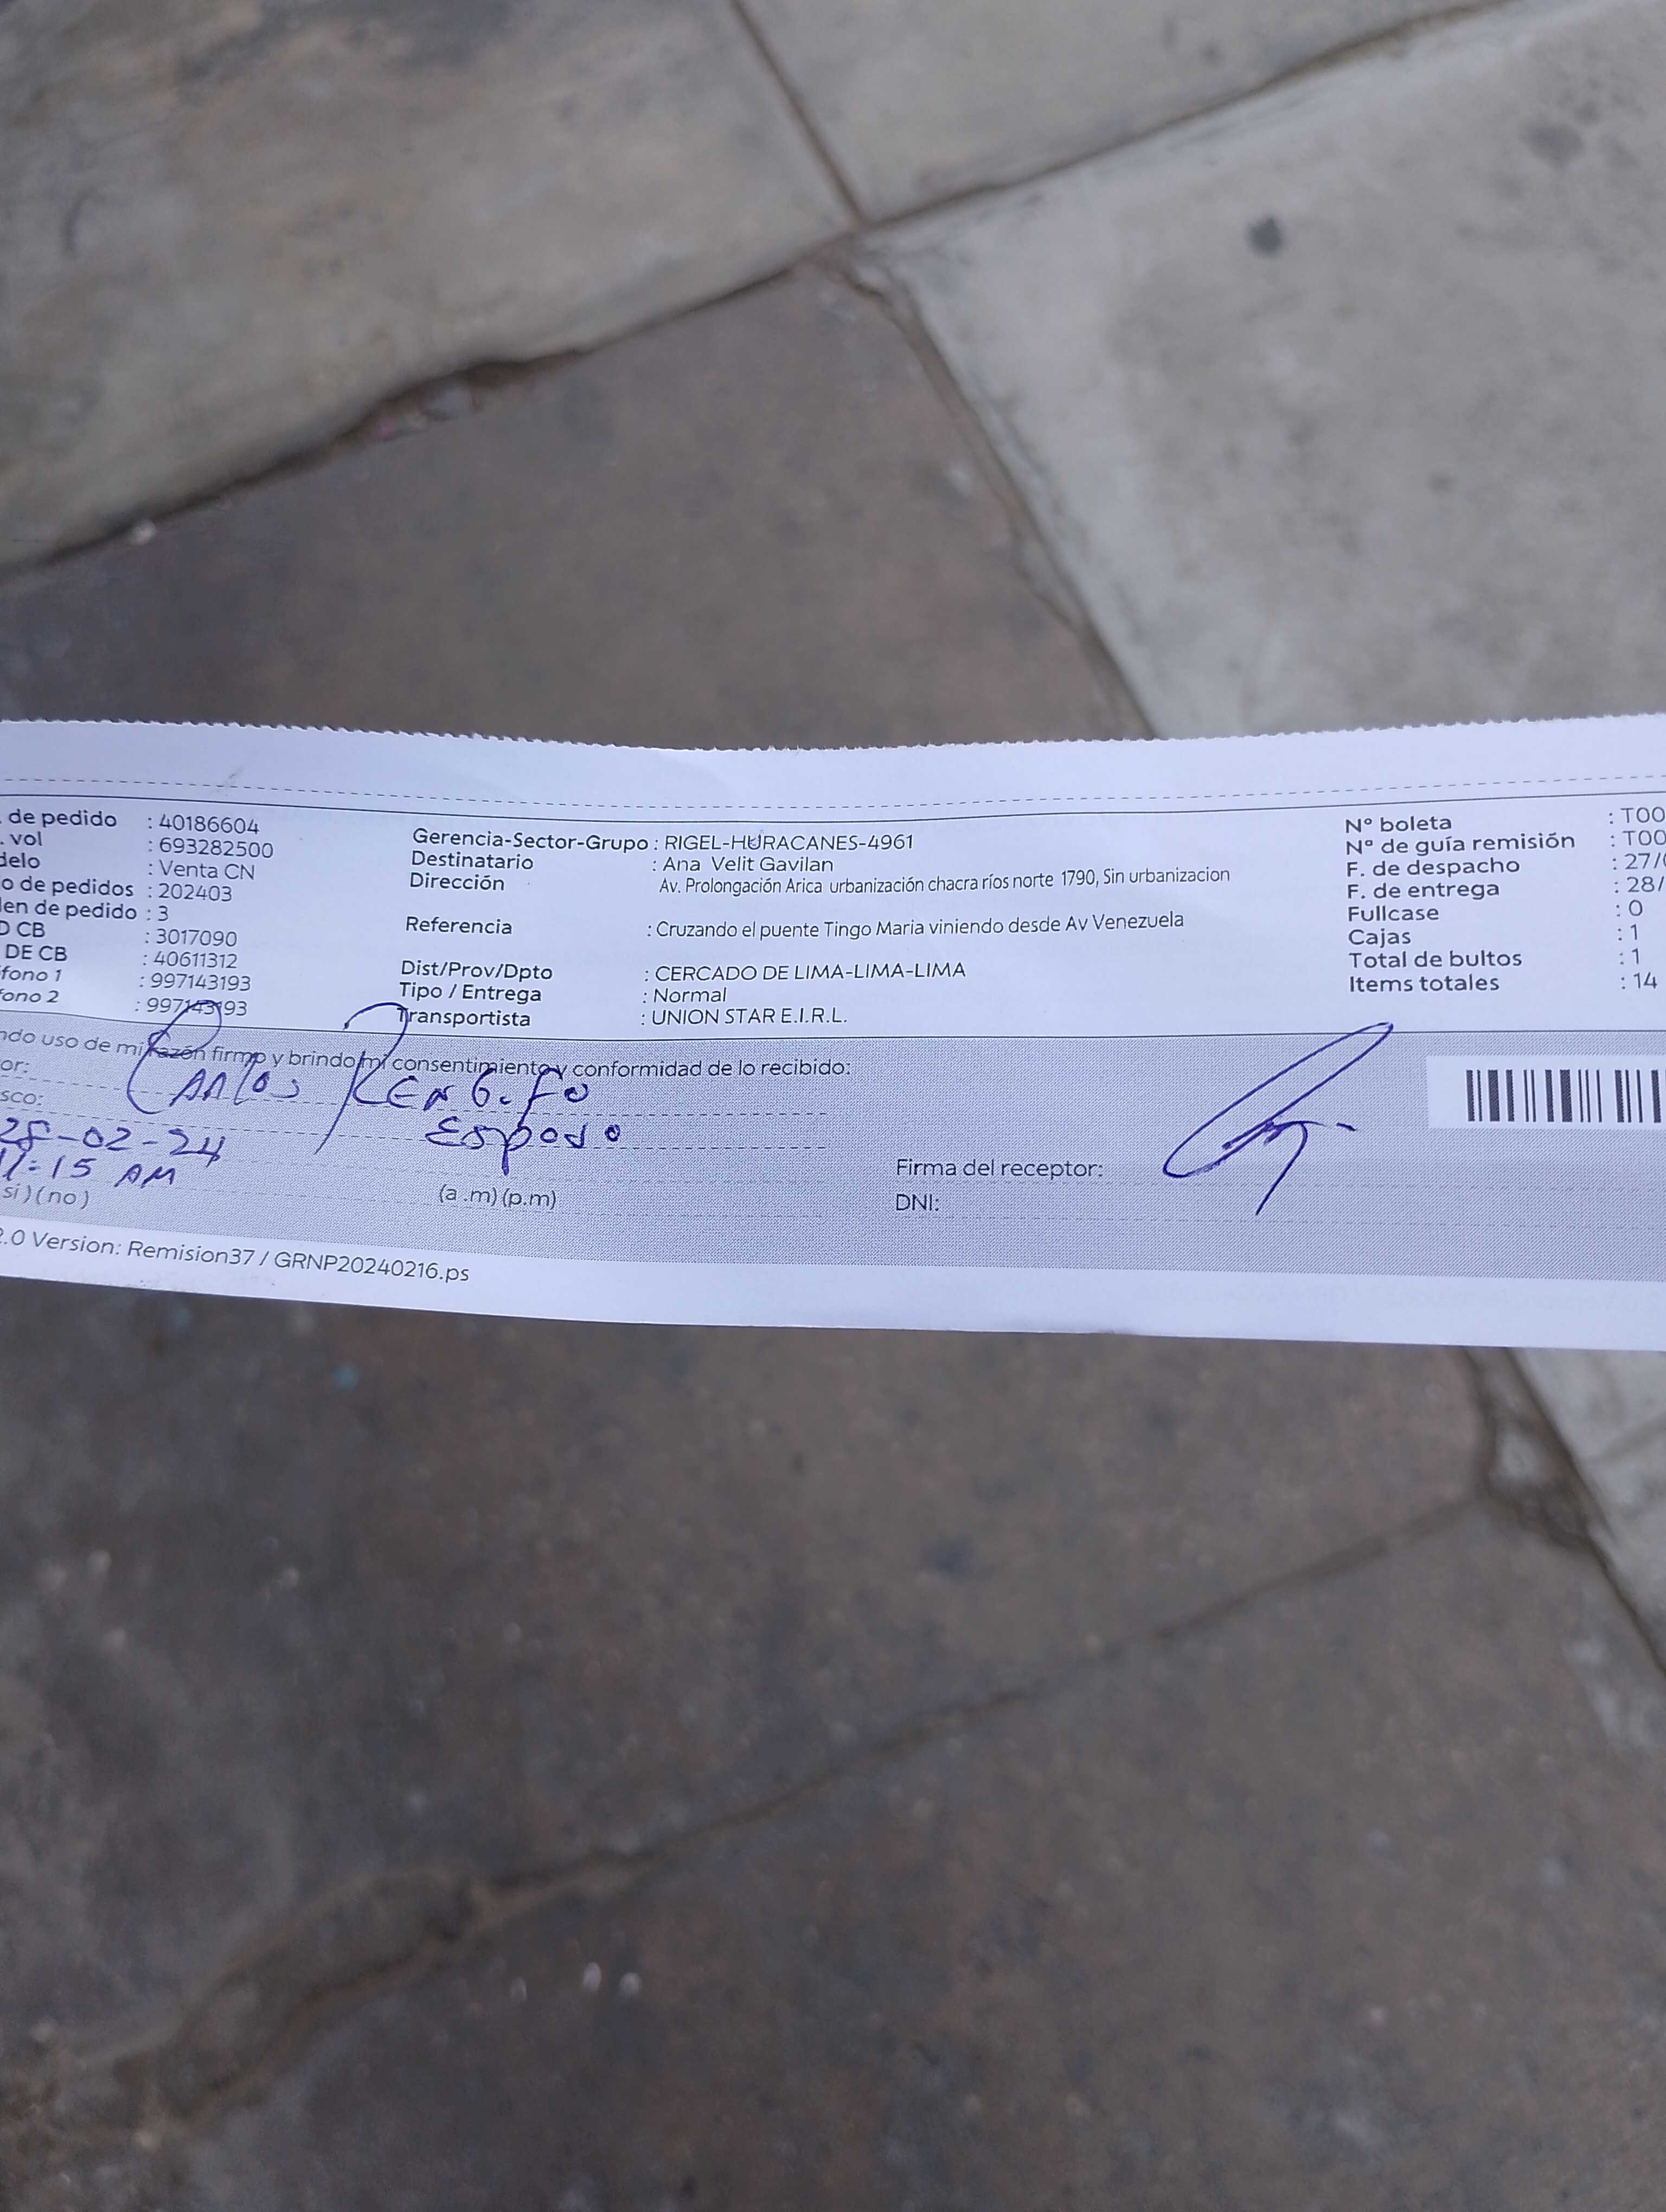 de pedido : 40186604
vol : 693282500
delo : Venta CN
o de pedidos : 202403
en de pedido : 3
D CB : 3017090
DE CB : 40611312
fono 1 : 997143193
fono 2 : 997143193
Gerencia-Sector-Grupo : RIGEL-HURACANES-4961
Destinatario : Ana Velit Gavilan
Dirección Av. Prolongación Arica urbanización chacra ríos norte 1790, Sin urbanizacion
Referencia : Cruzando el puente Tingo Maria viniendo desde Av Venezuela
Dist/Prov/Dpto : CERCADO DE LIMA-LIMA-LIMA
Tipo / Entrega : Normal
Transportista : UNION STAR E.I.R.L.
N° boleta : T00
N° de guía remisión : T00
F. de despacho : 27/
F. de entrega : 28/
Fullcase : 0
Cajas : 1
Total de bultos : 1
Items totales : 14
ndo uso de mi razón firmo y brindo mi consentimiento y conformidad de lo recibido:
or: Carlos Rengifo
sco: Esposo
28-02-24
15 AM
si)(no) (a.m)(p.m)
Firma del receptor:
DNI:
2.0 Version: Remision37 / GRNP20240216.ps